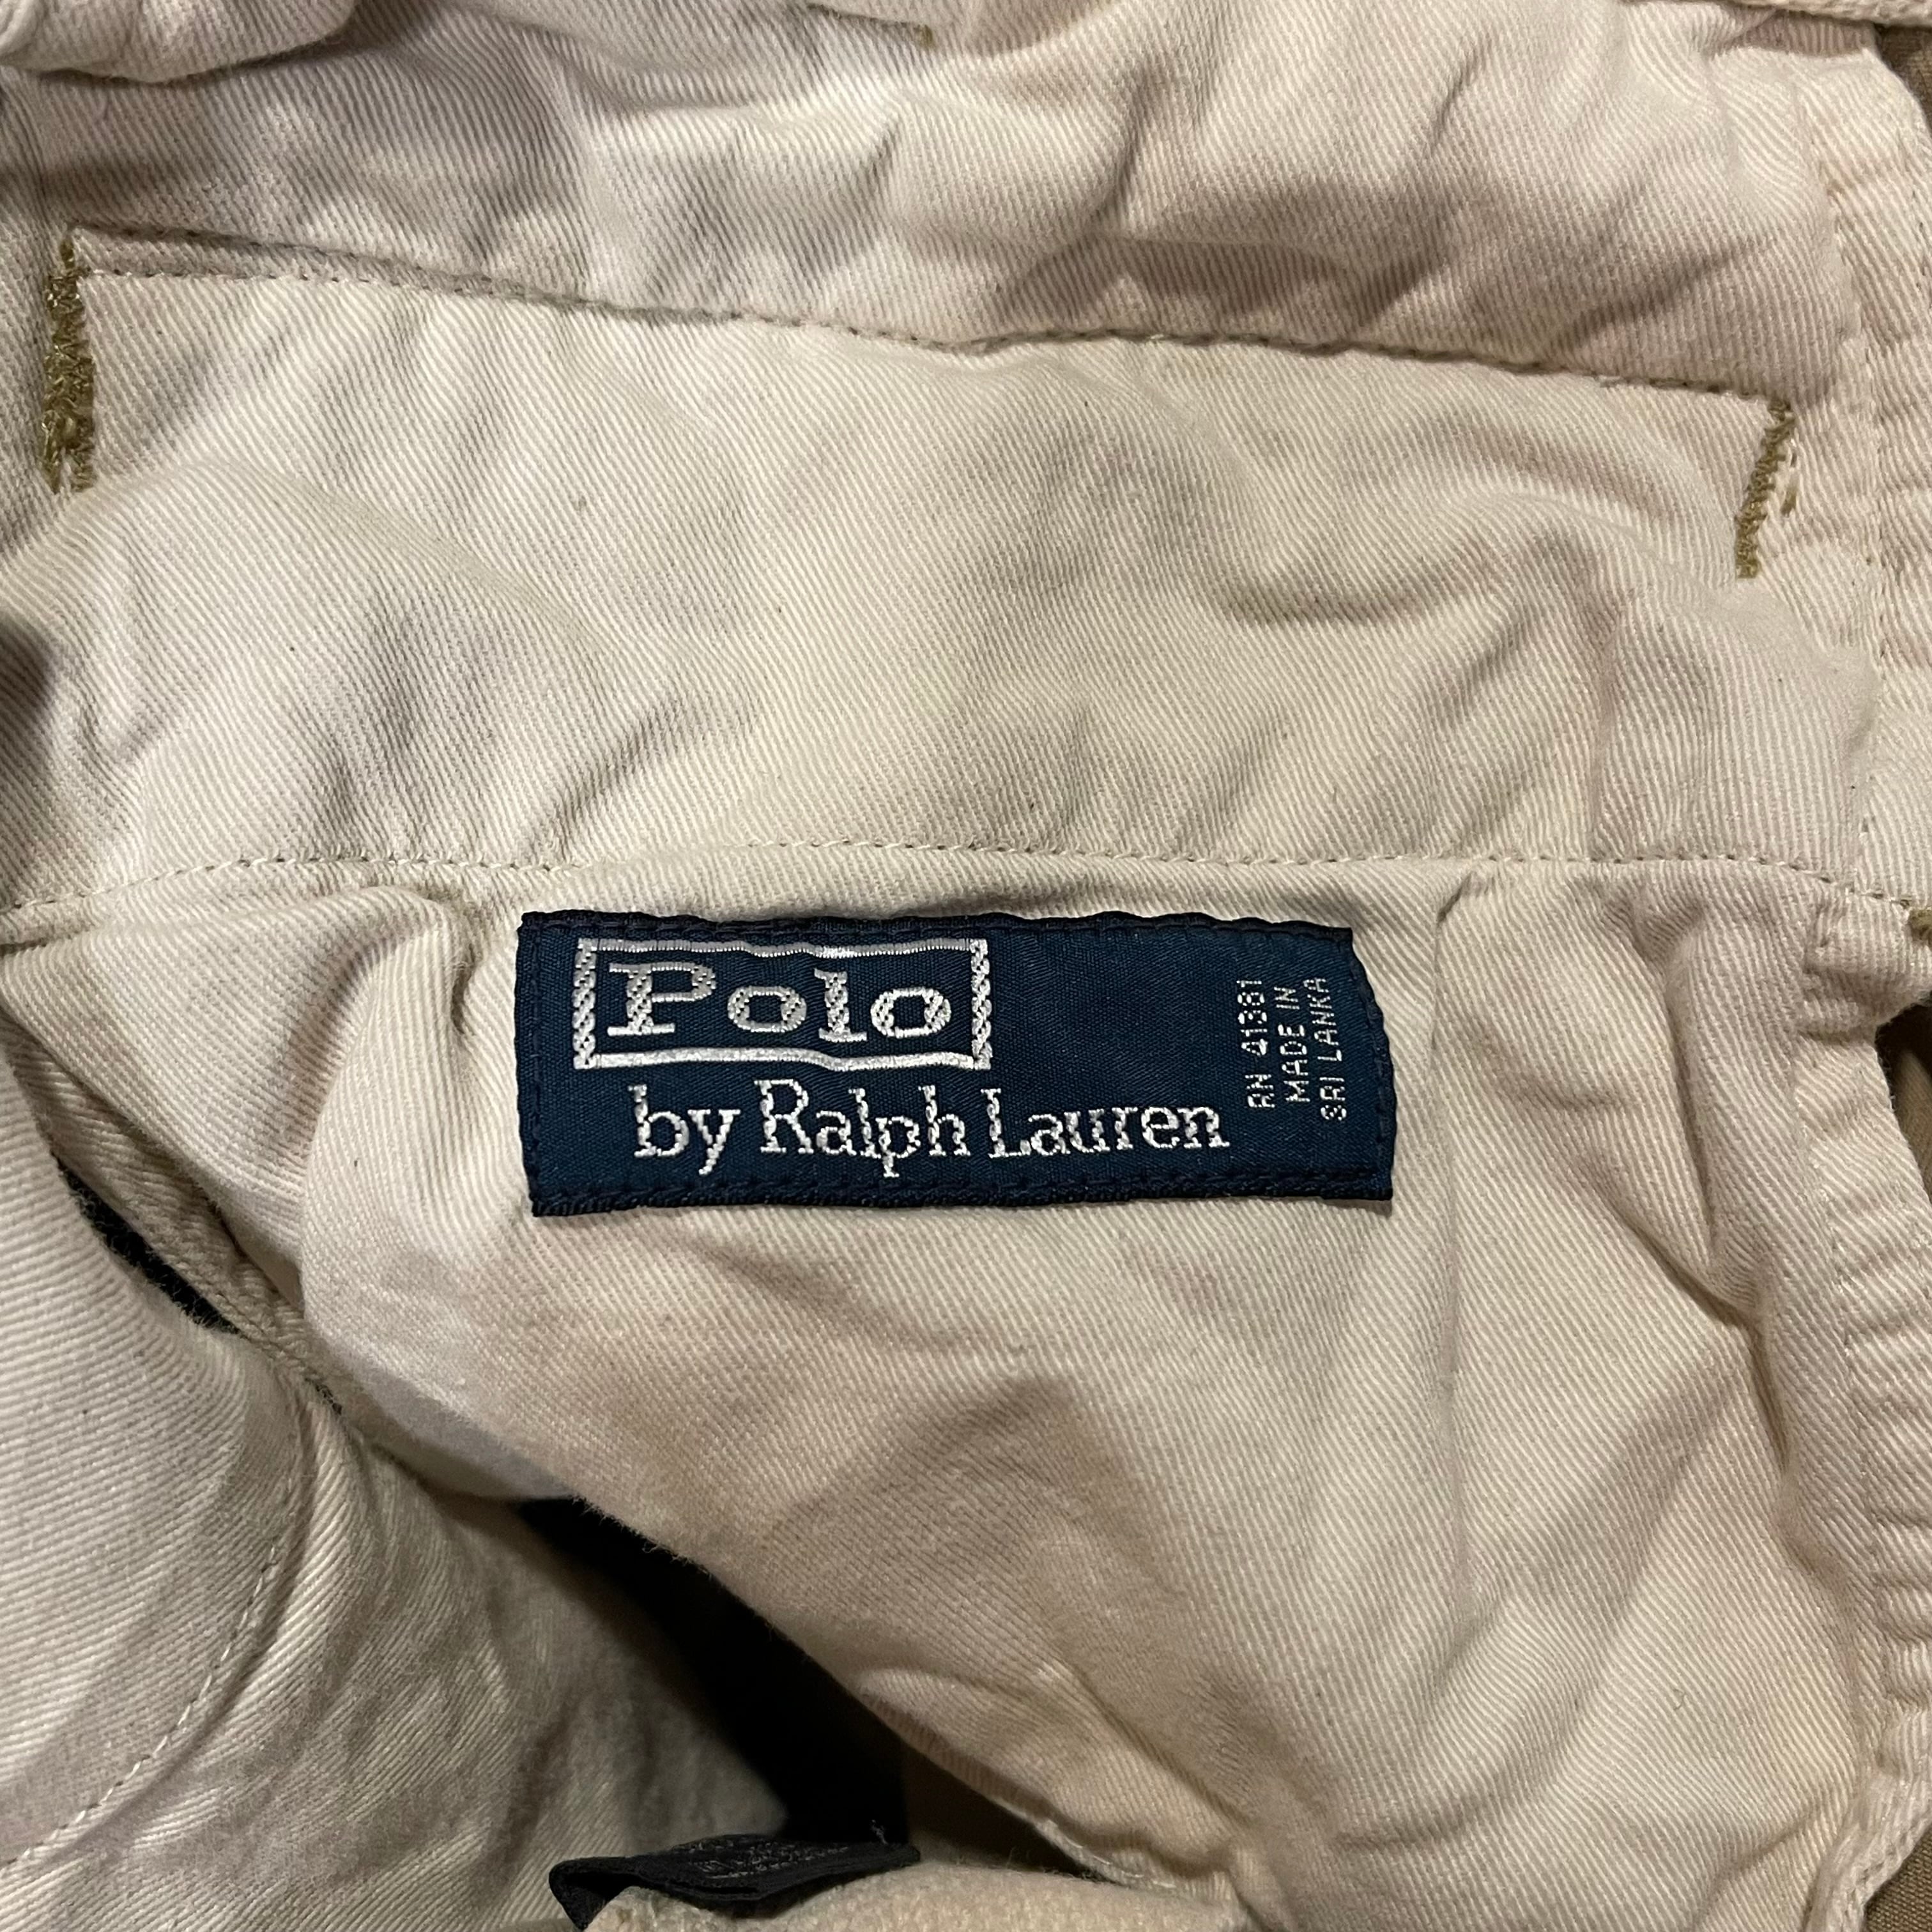 Polo
by Ralph Lauren
RN 41381
MADE IN
SRI LANKA